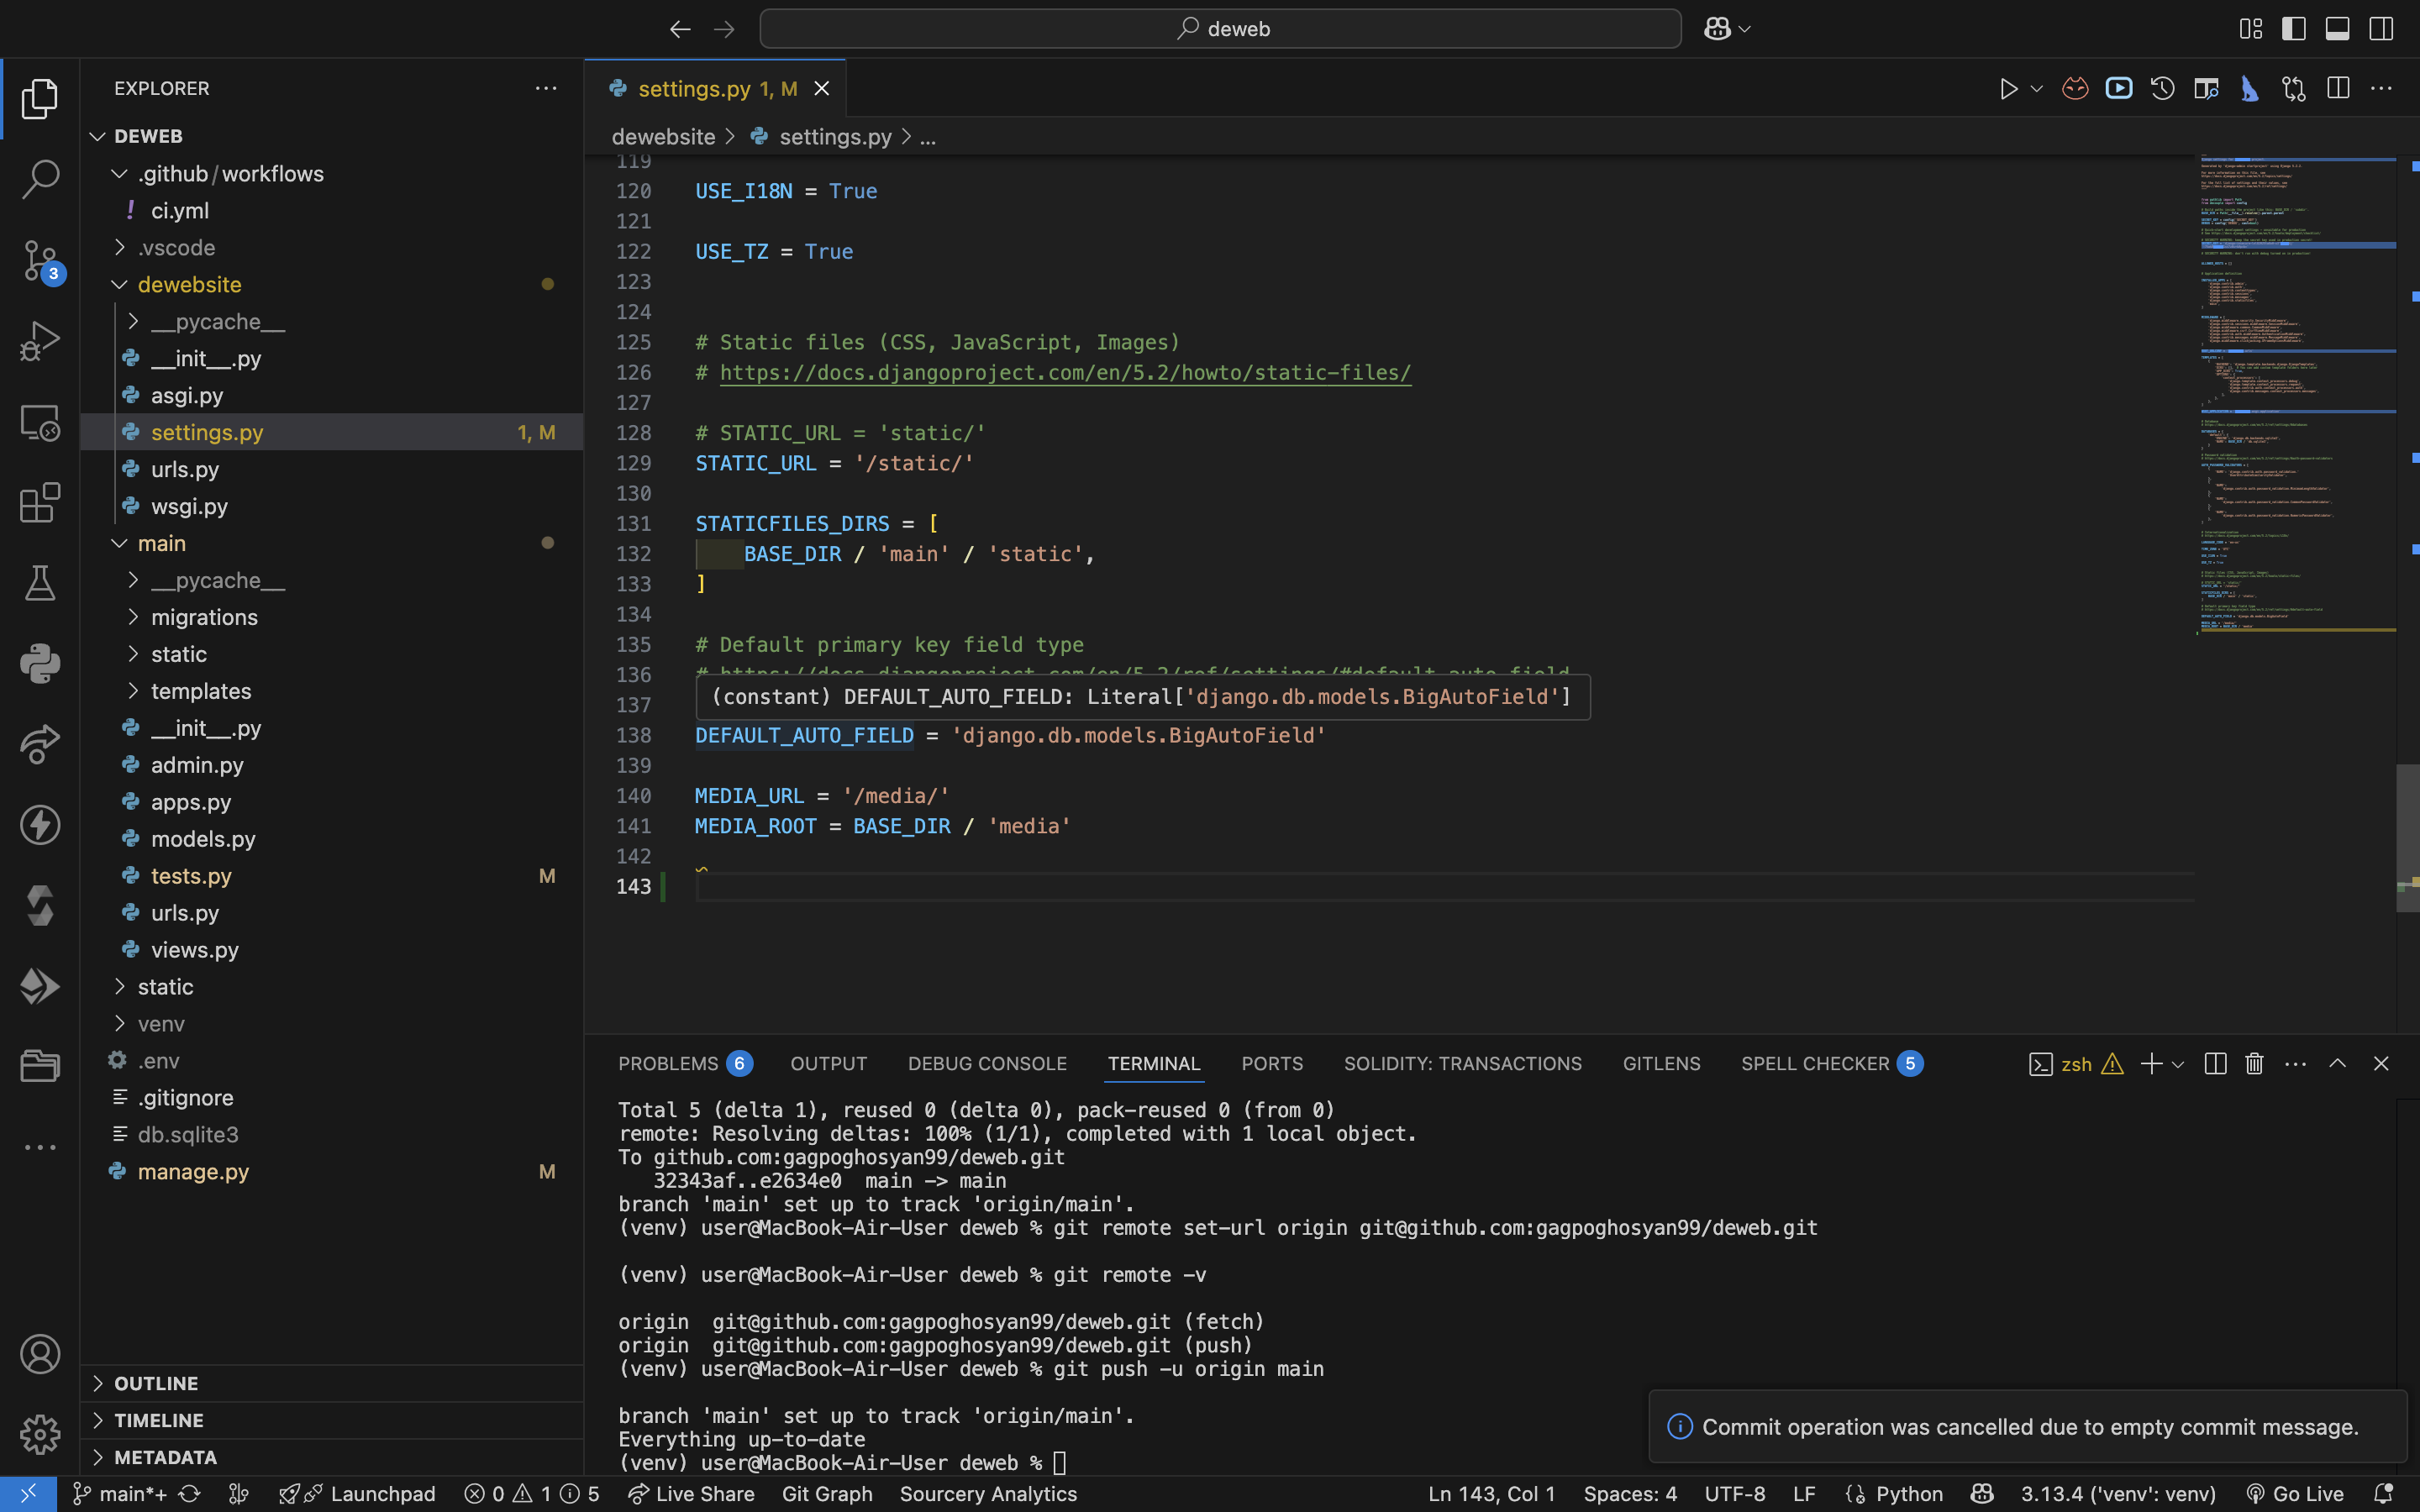 deweb
EXPLORER
DEWEB
.github/workflows
ci.yml
.vscode
3
dewebsite
__pycache__
__init__.py
asgi.py
settings.py 1, M
urls.py
wsgi.py
main
__pycache__
migrations
static
templates
__init__.py
admin.py
apps.py
models.py
tests.py M
urls.py
views.py
static
venv
.env
.gitignore
db.sqlite3
manage.py M
OUTLINE
TIMELINE
METADATA
settings.py 1, M
dewebsite > settings.py > ...
119
120 USE_I18N = True
121
122 USE_TZ = True
123
124
125 # Static files (CSS, JavaScript, Images)
126 # https://docs.djangoproject.com/en/5.2/howto/static-files/
127
128 # STATIC_URL = 'static/'
129 STATIC_URL = '/static/'
130
131 STATICFILES_DIRS = [
132 BASE_DIR / 'main' / 'static',
133 ]
134
135 # Default primary key field type
136 # https://docs.djangoproject.com/en/5.2/ref/settings/#default-auto-field
(constant) DEFAULT_AUTO_FIELD: Literal['django.db.models.BigAutoField']
137
138 DEFAULT_AUTO_FIELD = 'django.db.models.BigAutoField'
139
140 MEDIA_URL = '/media/'
141 MEDIA_ROOT = BASE_DIR / 'media'
142
143
PROBLEMS 6 OUTPUT DEBUG CONSOLE TERMINAL PORTS SOLIDITY: TRANSACTIONS GITLENS SPELL CHECKER 5 zsh
Total 5 (delta 1), reused 0 (delta 0), pack-reused 0 (from 0)
remote: Resolving deltas: 100% (1/1), completed with 1 local object.
To github.com:gagpoghosyan99/deweb.git
32343af..e2634e0 main -> main
branch 'main' set up to track 'origin/main'.
(venv) user@MacBook-Air-User deweb % git remote set-url origin git@github.com:gagpoghosyan99/deweb.git
(venv) user@MacBook-Air-User deweb % git remote -v
origin git@github.com:gagpoghosyan99/deweb.git (fetch)
origin git@github.com:gagpoghosyan99/deweb.git (push)
(venv) user@MacBook-Air-User deweb % git push -u origin main
branch 'main' set up to track 'origin/main'.
Everything up-to-date
(venv) user@MacBook-Air-User deweb %
Commit operation was cancelled due to empty commit message.
main*+ Launchpad 0 1 5 Live Share Git Graph Sourcery Analytics Ln 143, Col 1 Spaces: 4 UTF-8 LF Python 3.13.4 ('venv': venv) Go Live